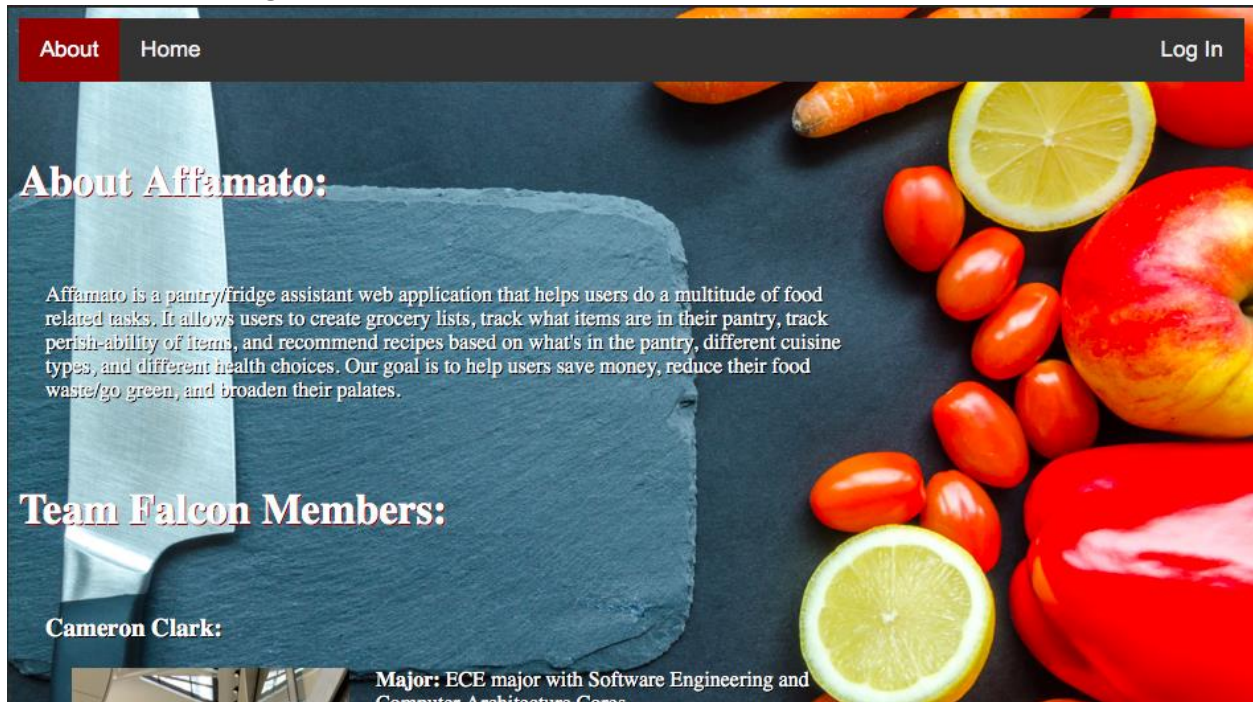 About Home Log In
About Affamato:
Affamato is a pantry/fridge assistant web application that helps users do a multitude of food
related tasks. It allows users to create grocery lists, track what items are in their pantry, track
perish-ability of items, and recommend recipes based on what's in the pantry, different cuisine
types, and different health choices. Our goal is to help users save money, reduce their food
waste/go green, and broaden their palates.
Team Falcon Members:
Cameron Clark:
Major: ECE major with Software Engineering and
Computer Architecture Cores